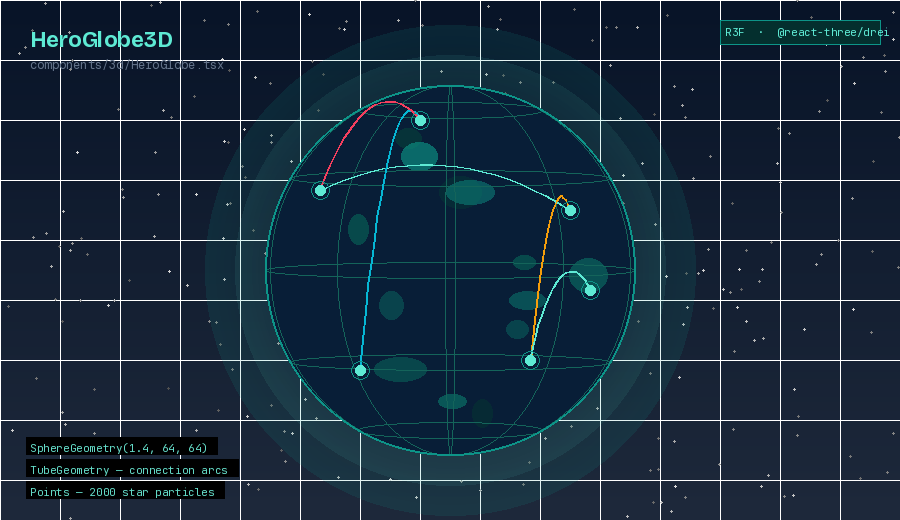 HeroGlobe3D
R3F · @react-three/drei
components/3d/HeroGlobe.tsx
SphereGeometry(1.4, 64, 64)
TubeGeometry — connection arcs
Points — 2000 star particles